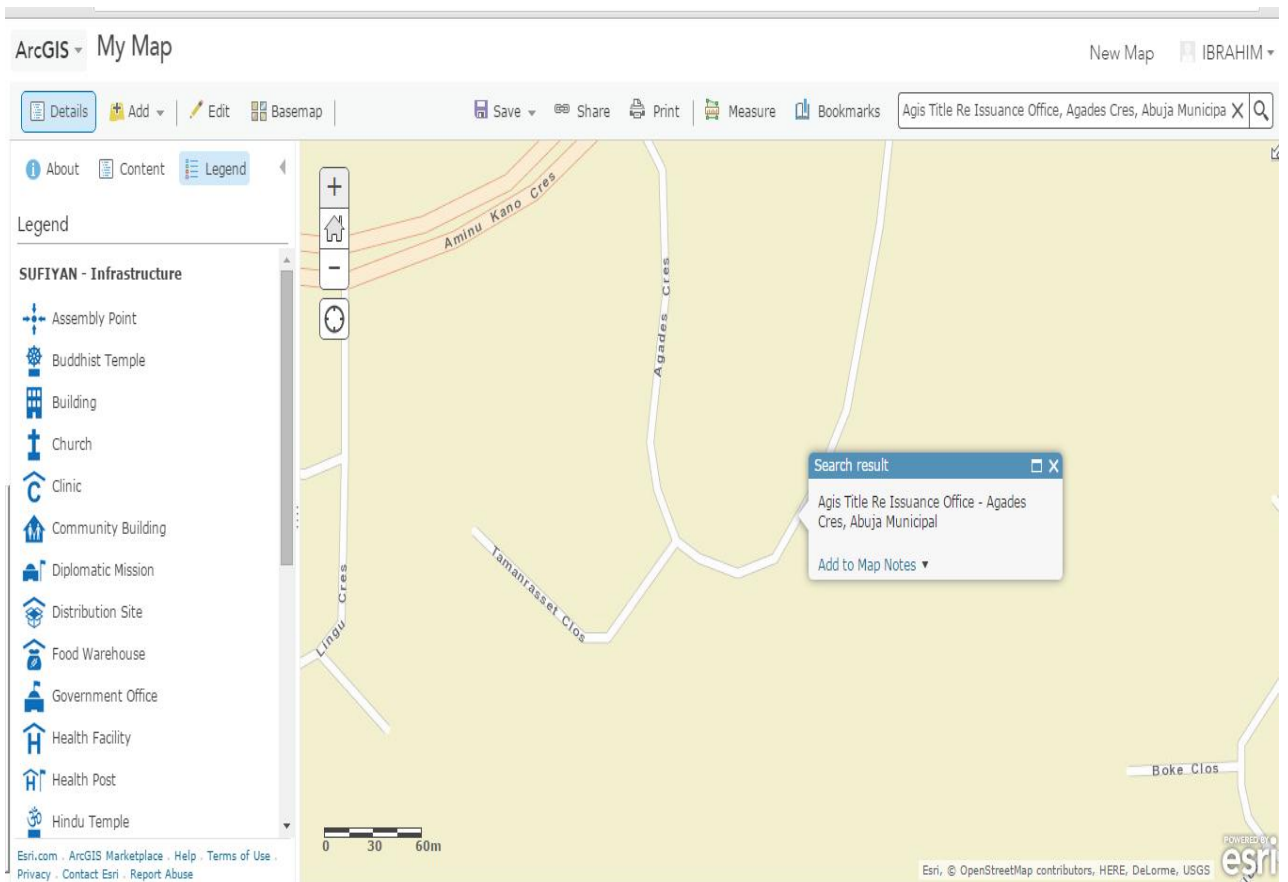 ArcGIS My Map
New Map IBRAHIM
Details Add Edit Basemap Save Share Print Measure Bookmarks Agis Title Re Issuance Office, Agades Cres, Abuja Municipa X
About Content Legend
Legend
SUFIYAN - Infrastructure
Assembly Point
Buddhist Temple
Building
Church
Clinic
Community Building
Diplomatic Mission
Distribution Site
Food Warehouse
Government Office
Health Facility
Health Post
Hindu Temple
Esri.com . ArcGIS Marketplace . Help . Terms of Use .
Privacy . Contact Esri . Report Abuse
Aminu Kano Cres
Agades Cres
Search result
Agis Title Re Issuance Office - Agades
Cres, Abuja Municipal
Add to Map Notes
Tamanrasset Clos
Lingu Cres
Boke Clos
0 30 60m
Esri, © OpenStreetMap contributors, HERE, DeLorme, USGS
POWERED BY
esri